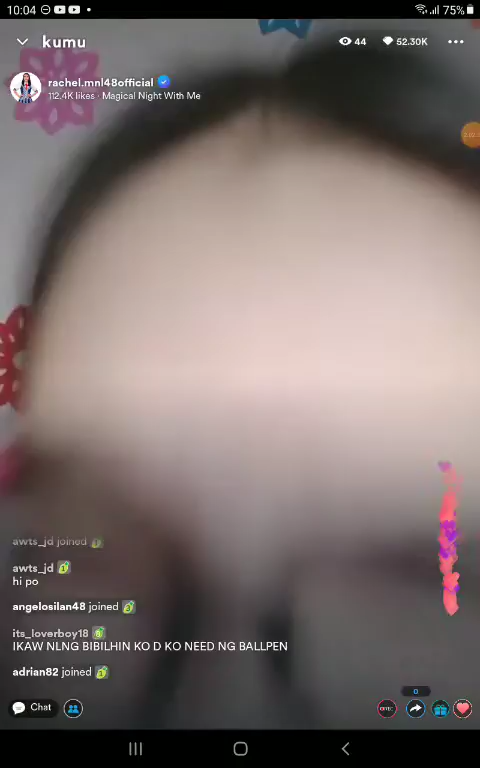 10:04
75%
kumu
44
52.30K
rachel.mnl48official
112.4K likes · Magical Night With Me
awts_jd joined
awts_jd
hi po
angelosilan48 joined
its_loverboy18
IKAW NLNG BIBILHIN KO D KO NEED NG BALLPEN
adrian82 joined
Chat
0